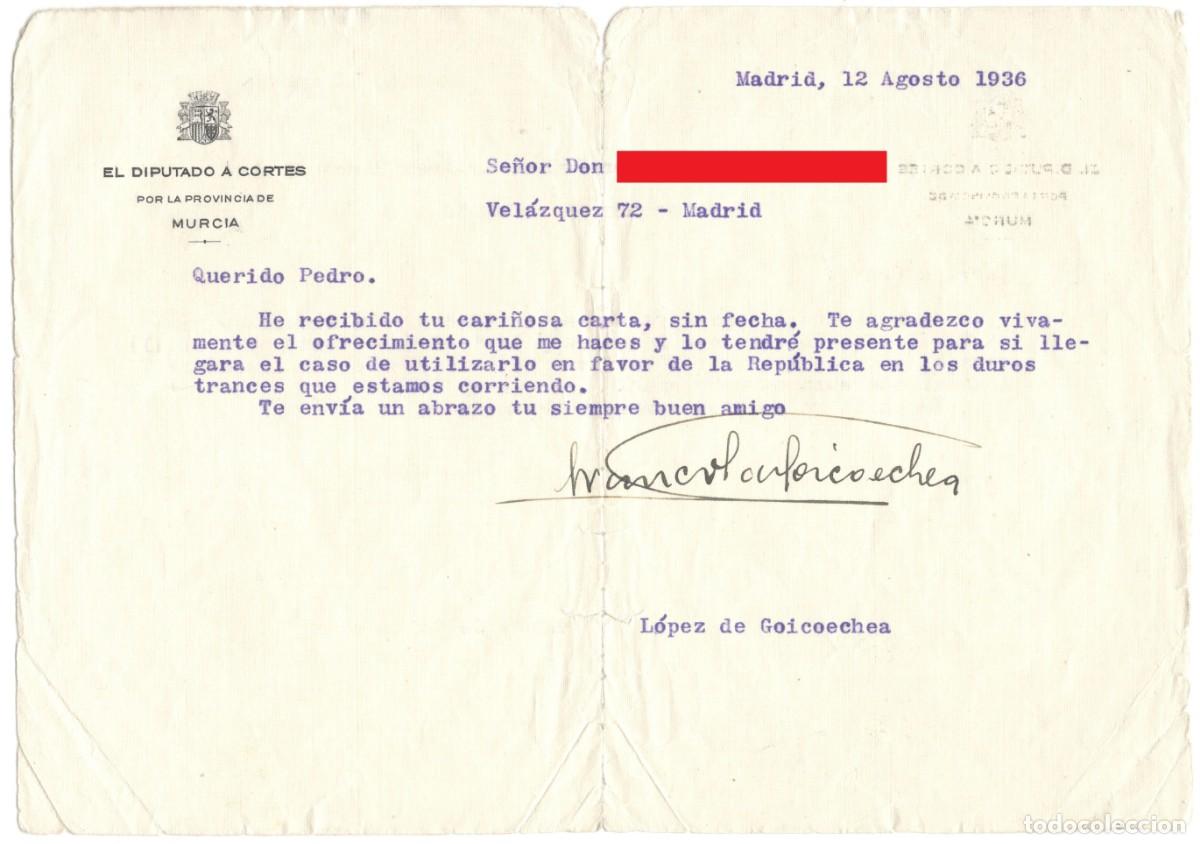 Madrid, 12 Agosto 1936
EL DIPUTADO A CORTES
POR LA PROVINCIA DE
MURCIA
Señor Don
Velázquez 72 - Madrid
Querido Pedro.
He recibido tu cariñosa carta, sin fecha. Te agradezco viva-
mente el ofrecimiento que me haces y lo tendré presente para si lle-
gara el caso de utilizarlo en favor de la República en los duros
trances que estamos corriendo.
Te envía un abrazo tu siempre buen amigo
López de Goicoechea
todocoleccion